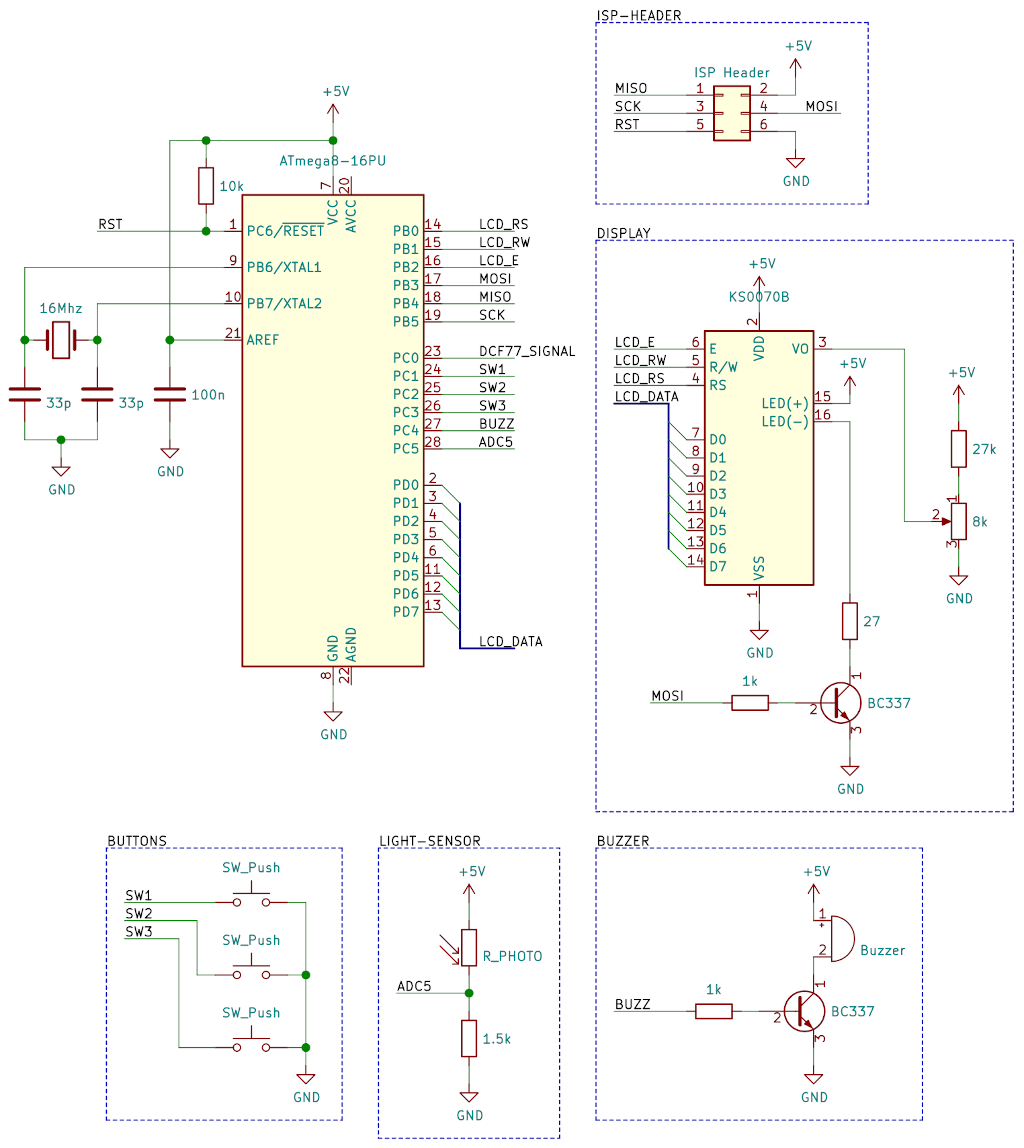 ISP-HEADER
+5V
ISP Header
MISO 1 2
SCK 3 4 MOSI
RST 5 6
GND
+5V
ATmega8-16PU
10k
7 20
VCC AVCC
RST 1 PC6/RESET
9 PB6/XTAL1
10 PB7/XTAL2
21 AREF
16Mhz
33p 33p 100n
GND GND
PB0 14 LCD_RS
PB1 15 LCD_RW
PB2 16 LCD_E
PB3 17 MOSI
PB4 18 MISO
PB5 19 SCK
PC0 23 DCF77_SIGNAL
PC1 24 SW1
PC2 25 SW2
PC3 26 SW3
PC4 27 BUZZ
PC5 28 ADC5
PD0 2
PD1 3
PD2 4
PD3 5
PD4 6
PD5 11
PD6 12
PD7 13
LCD_DATA
GND AGND
8 22
GND
DISPLAY
+5V
KS0070B
2
VDD
LCD_E 6 E
LCD_RW 5 R/W
LCD_RS 4 RS
LCD_DATA
7 D0
8 D1
9 D2
10 D3
11 D4
12 D5
13 D6
14 D7
VO 3
+5V
LED(+) 15
LED(-) 16
VSS
1
GND
+5V
27k
1
2 8k
3
GND
27
MOSI 1k
1
2 BC337
3
GND
BUTTONS
SW_Push
SW1
SW2
SW3
SW_Push
SW_Push
GND
LIGHT-SENSOR
+5V
R_PHOTO
ADC5
1.5k
GND
BUZZER
+5V
1
+
2 Buzzer
BUZZ 1k
1
2 BC337
3
GND